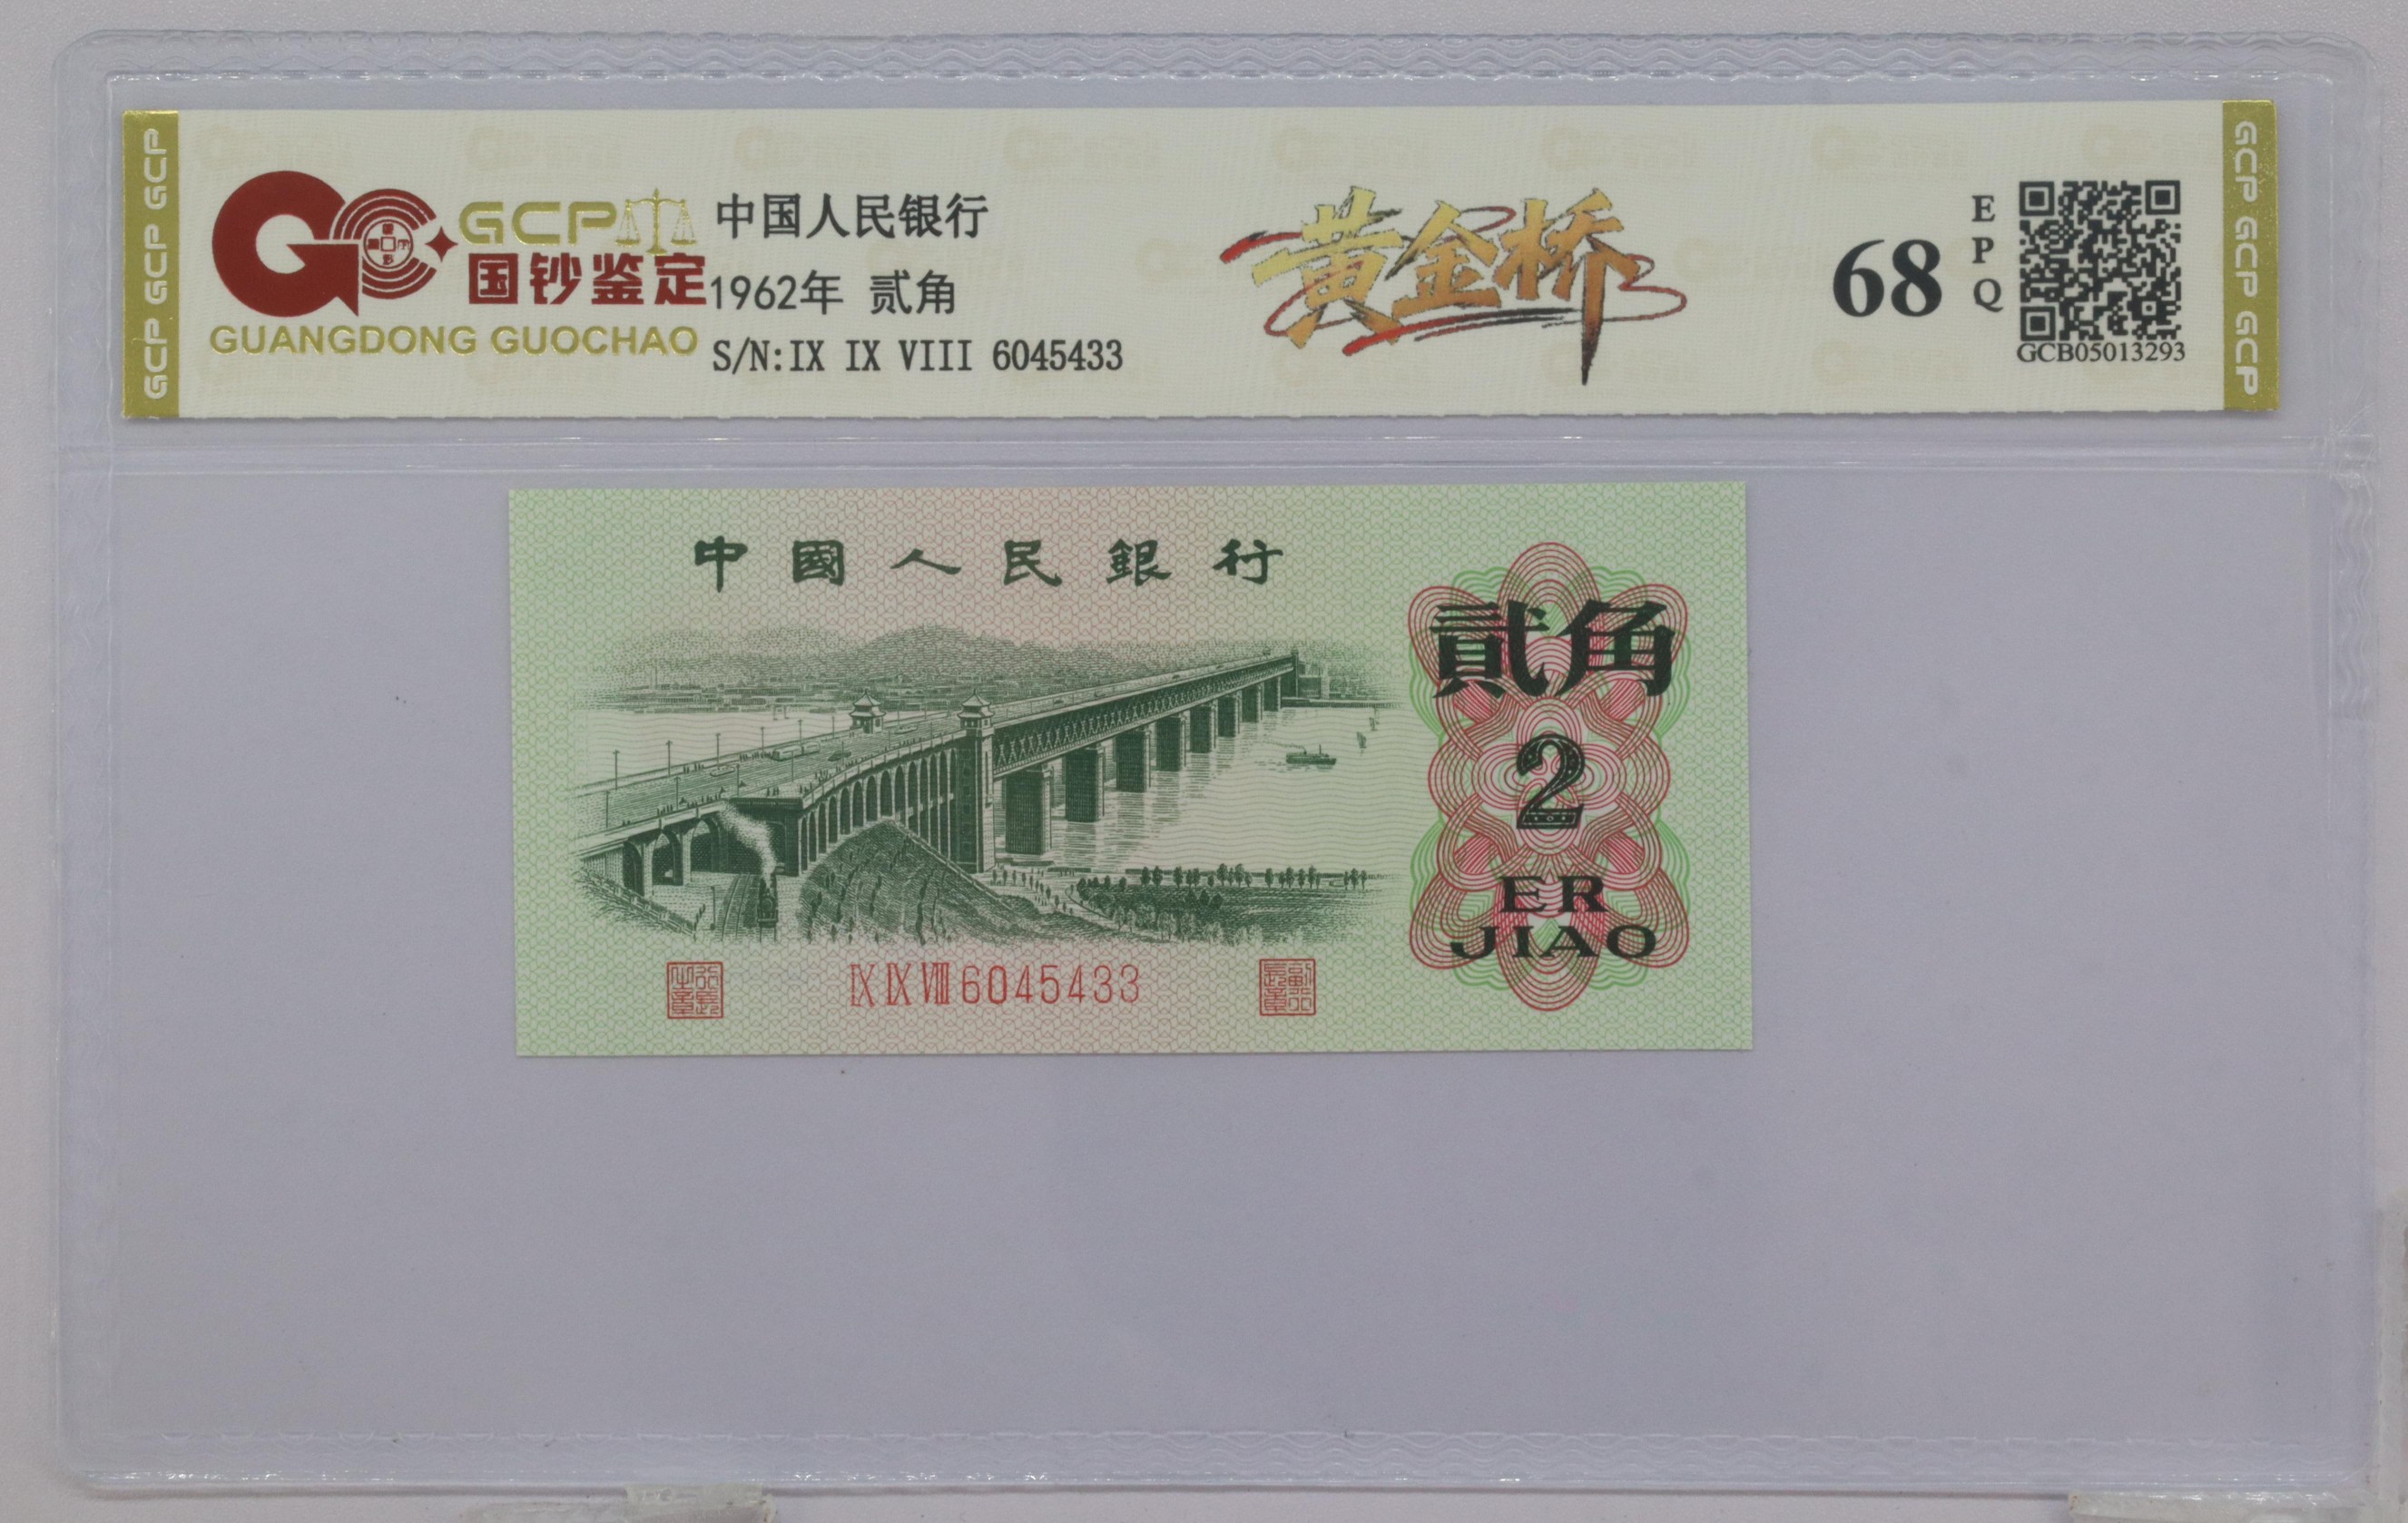 GCP GCP GCP
GCP
国钞鉴定
GUANGDONG GUOCHAO
中国人民银行
1962年 贰角
S/N:IX IX VIII 6045433
黄金桥
68
EPQ
GCB05013293
GCP GCP GCP
中國人民銀行
貳角
2
ER
JIAO
IX IX VIII 6045433